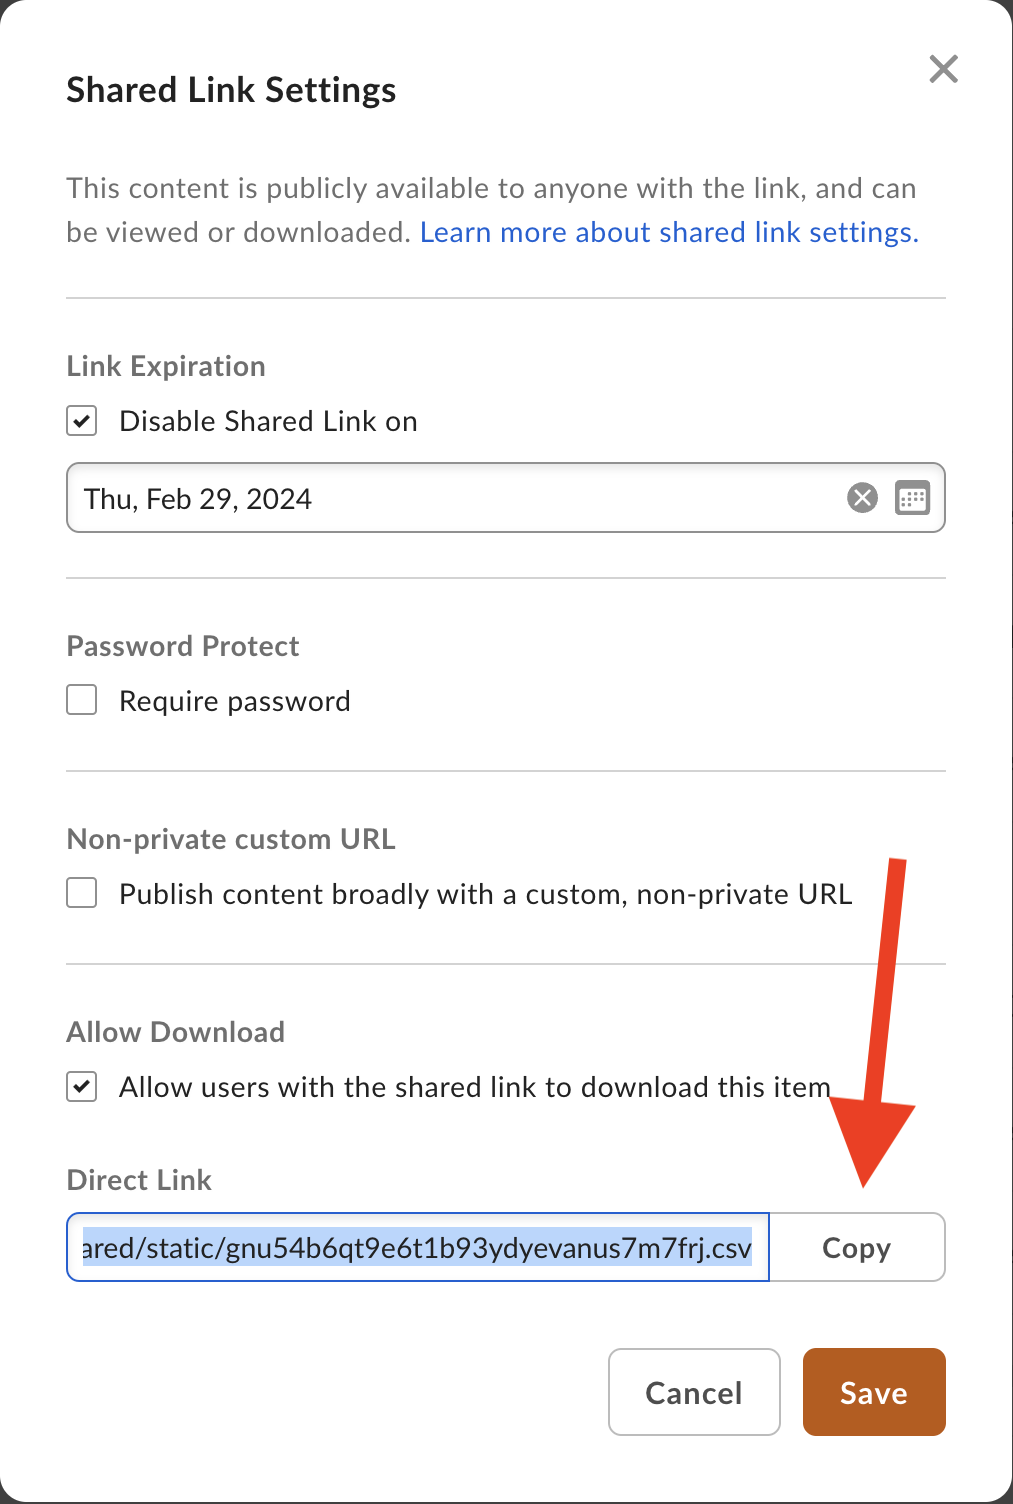 Shared Link Settings
This content is publicly available to anyone with the link, and can
be viewed or downloaded. Learn more about shared link settings.
Link Expiration
Disable Shared Link on
Thu, Feb 29, 2024
Password Protect
Require password
Non-private custom URL
Publish content broadly with a custom, non-private URL
Allow Download
Allow users with the shared link to download this item
Direct Link
ared/static/gnu54b6qt9e6t1b93ydyevanus7m7frj.csv
Copy
Cancel
Save